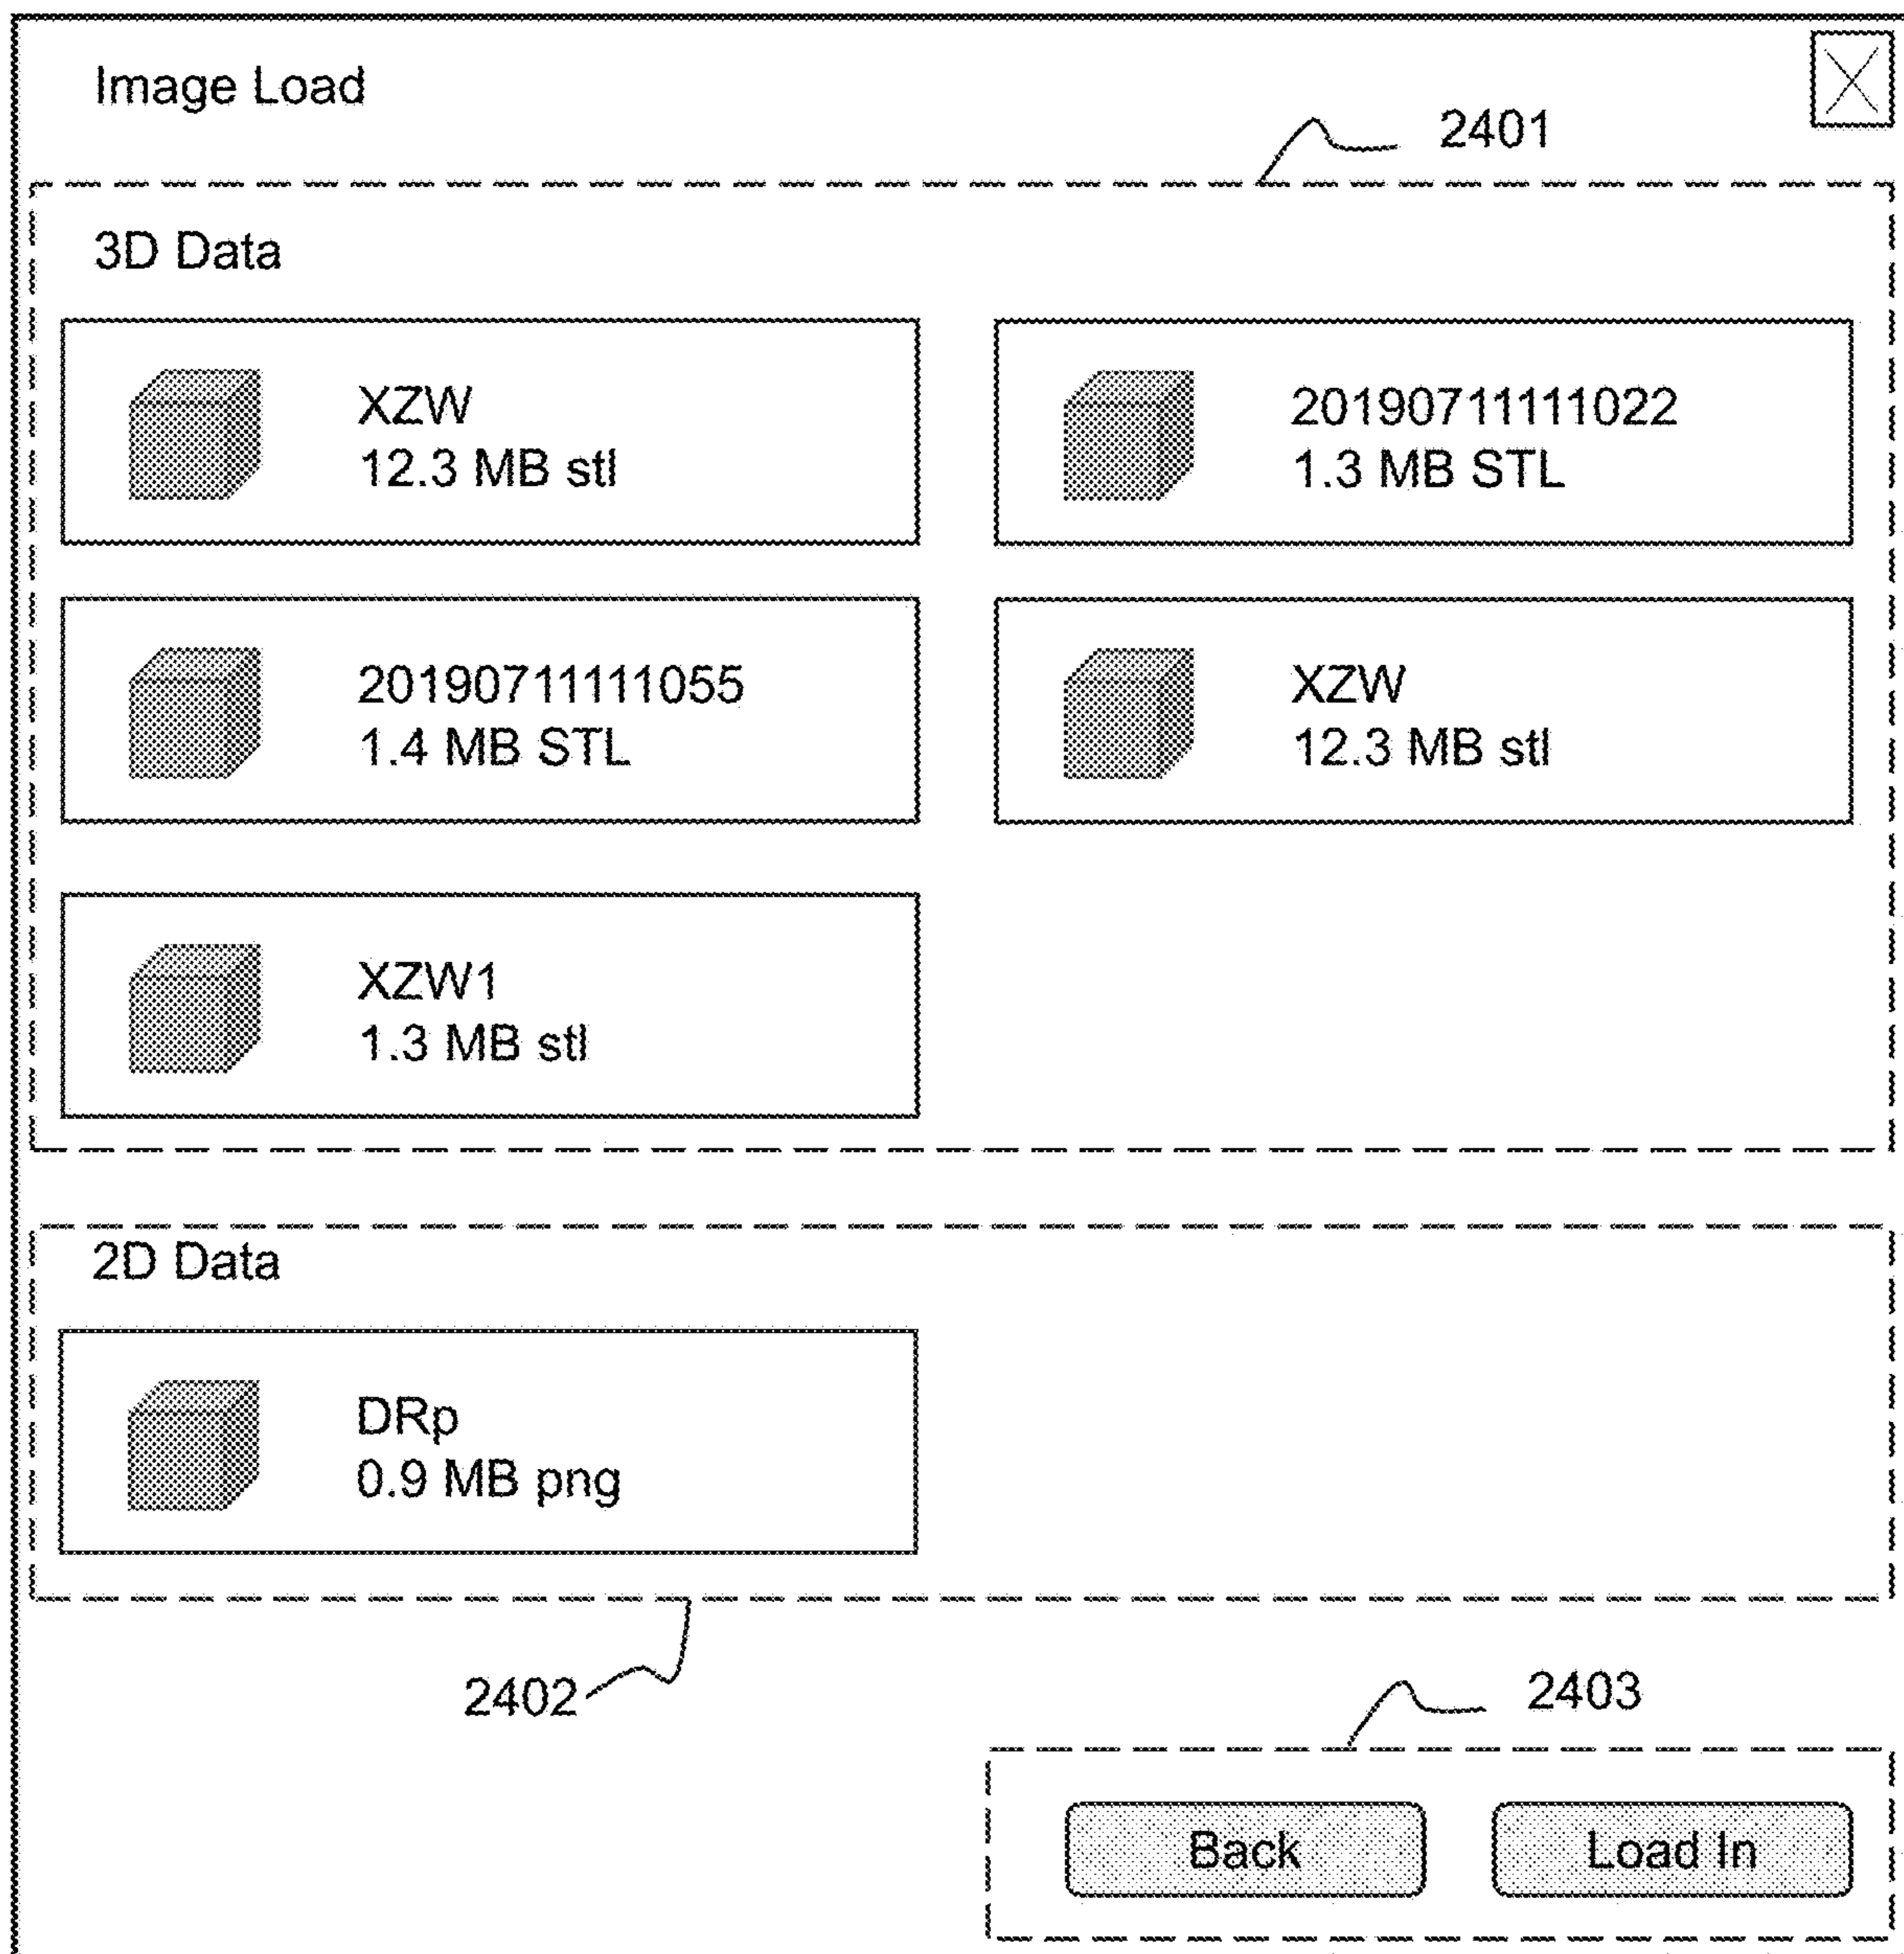 Image Load
2401
3D Data
XZW
12.3 MB stl
20190711111022
1.3 MB STL
20190711111055
1.4 MB STL
XZW
12.3 MB stl
XZW1
1.3 MB stl
2D Data
DRp
0.9 MB png
2402
2403
Back
Load In